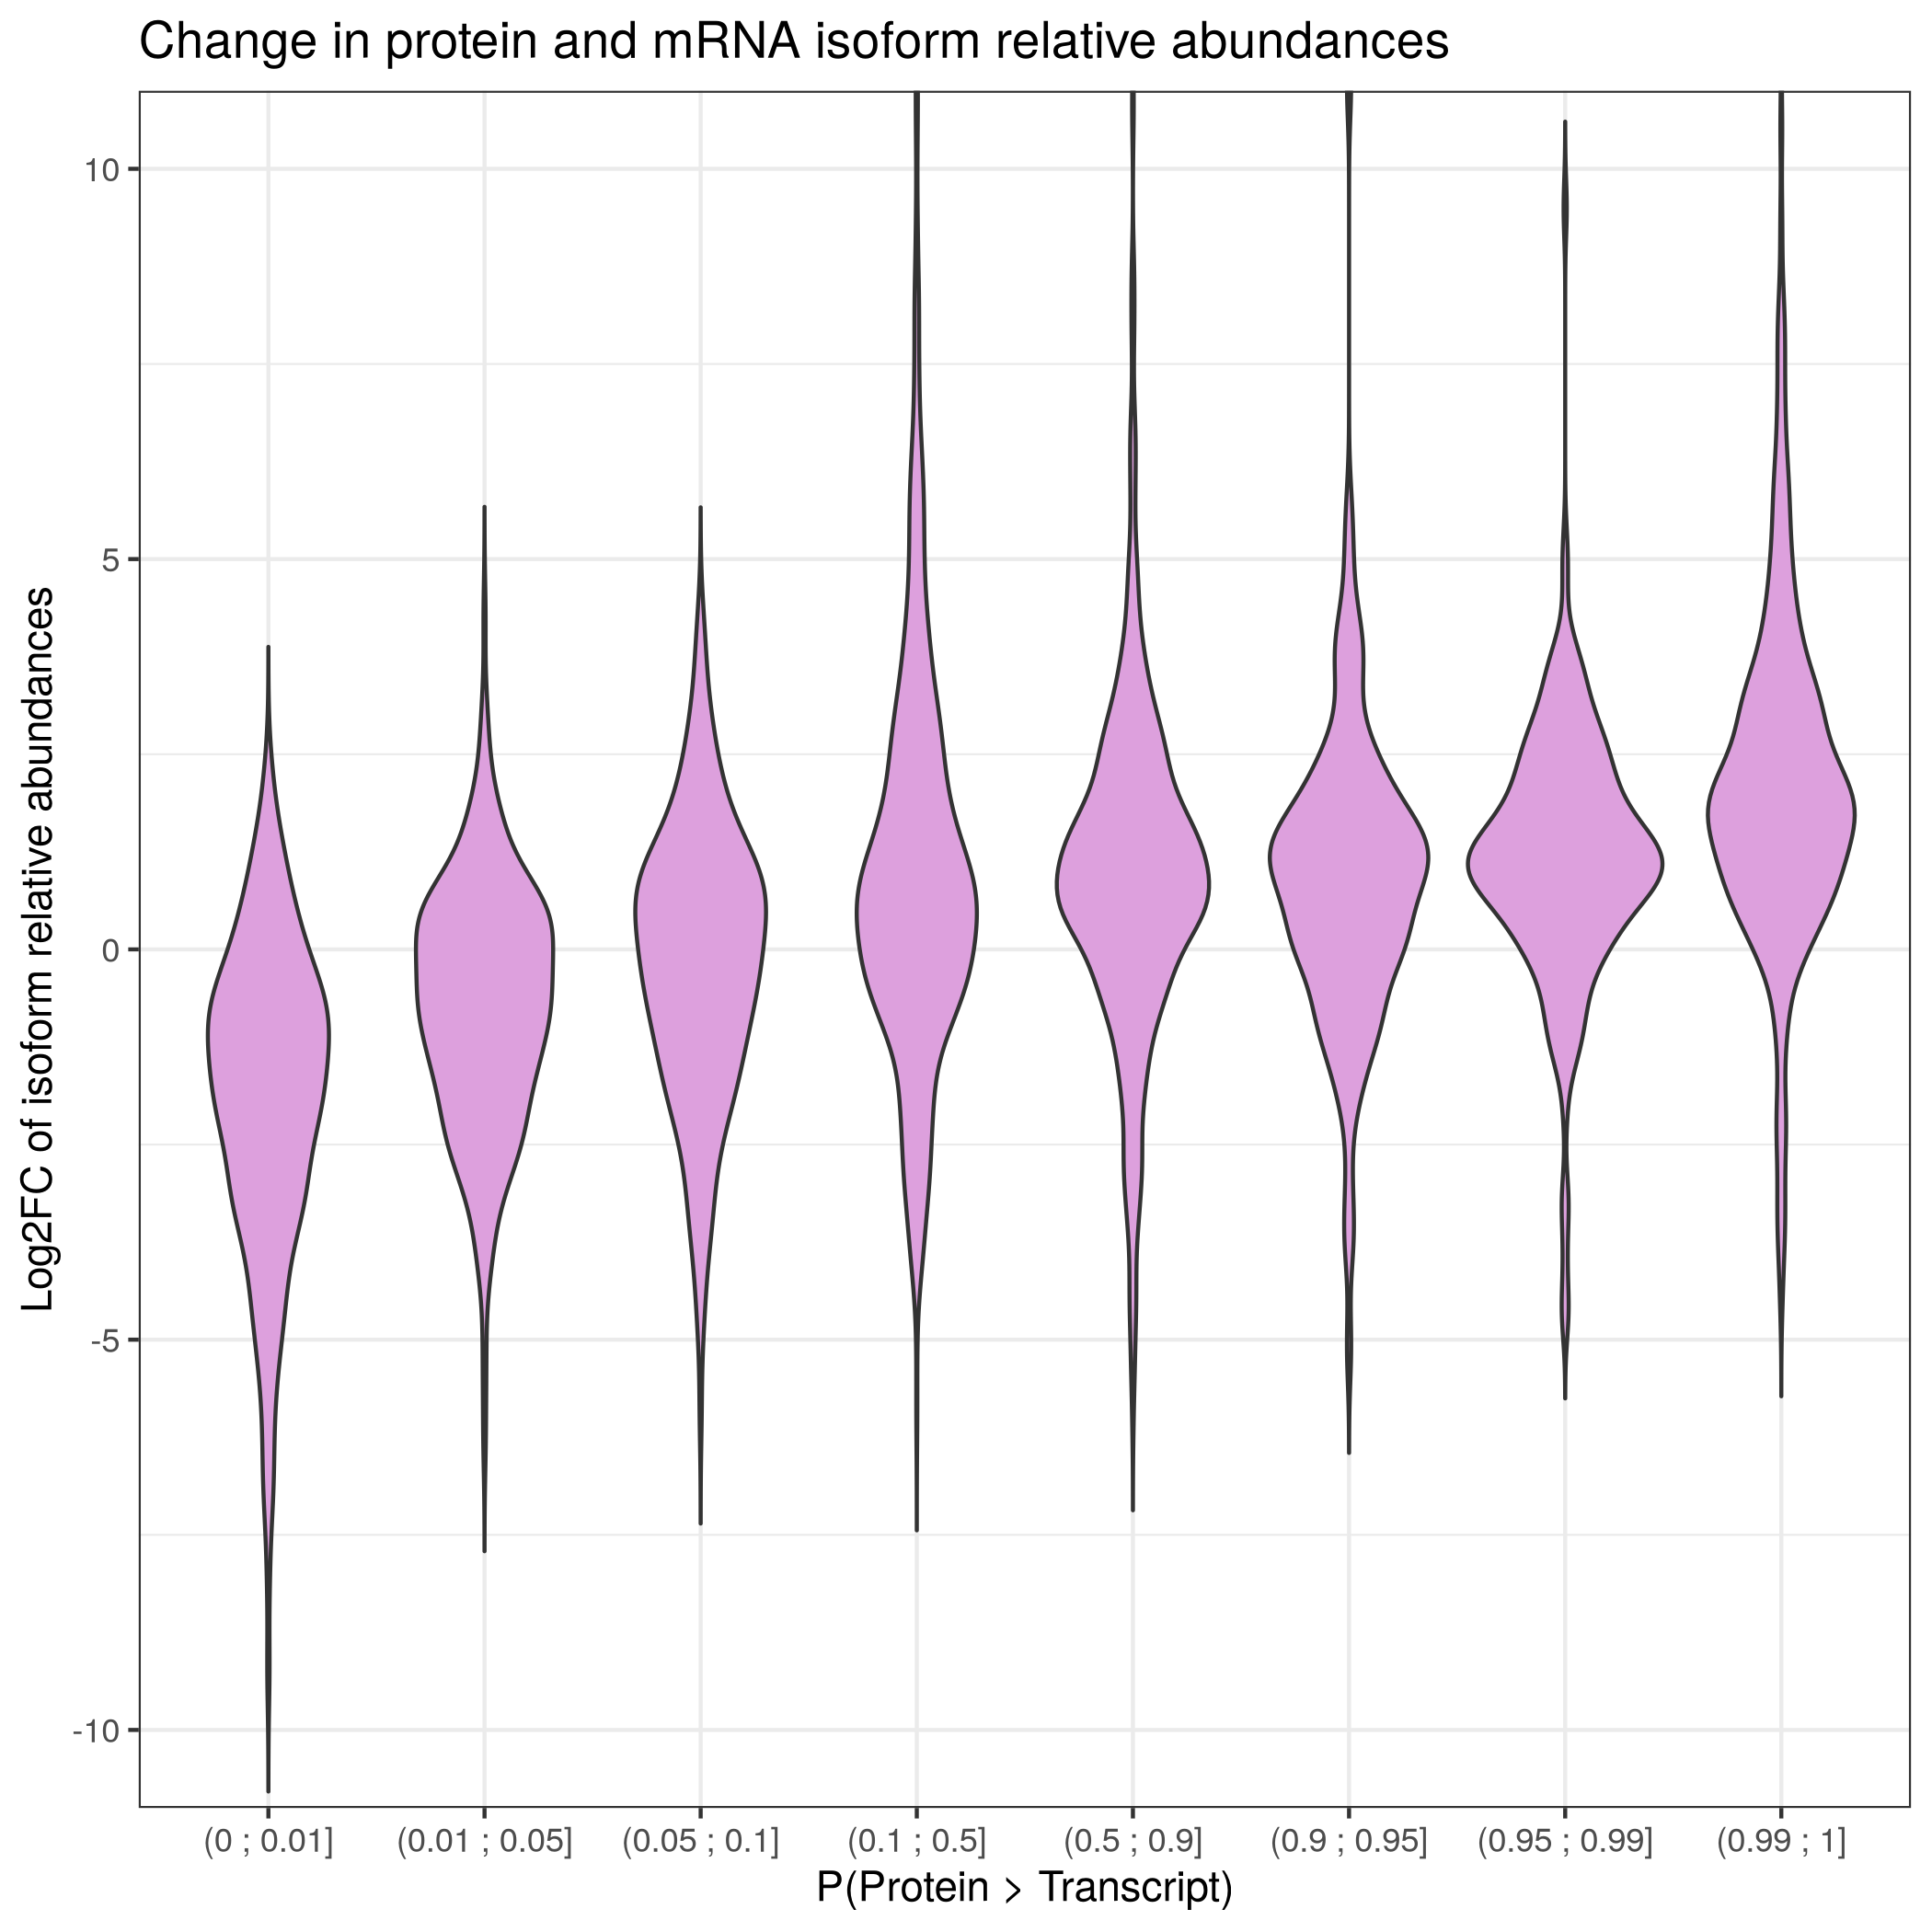 Change in protein and mRNA isoform relative abundances
Log2FC of isoform relative abundances
10
5
0
-5
-10
(0 ; 0.01] (0.01 ; 0.05] (0.05 ; 0.1] (0.1 ; 0.5] (0.5 ; 0.9] (0.9 ; 0.95] (0.95 ; 0.99] (0.99 ; 1]
P(Protein > Transcript)